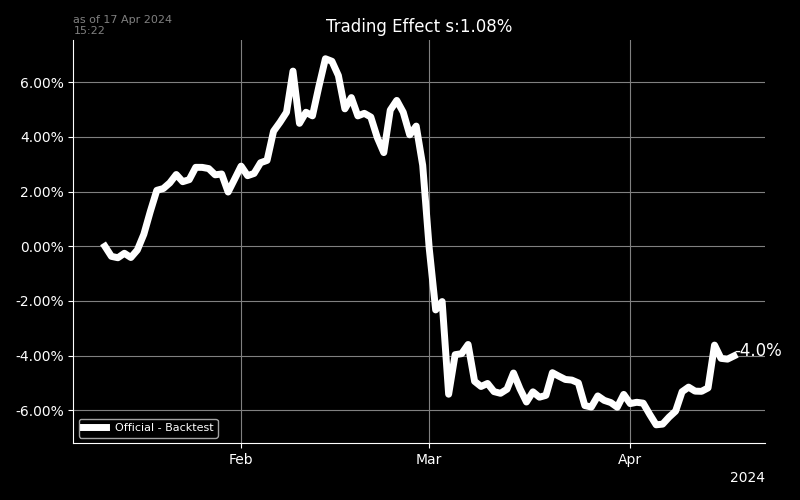 as of 17 Apr 2024
15:22
Trading Effect s:1.08%
6.00%
4.00%
2.00%
0.00%
-2.00%
-4.00%
-6.00%
-4.0%
Official - Backtest
Feb
Mar
Apr
2024